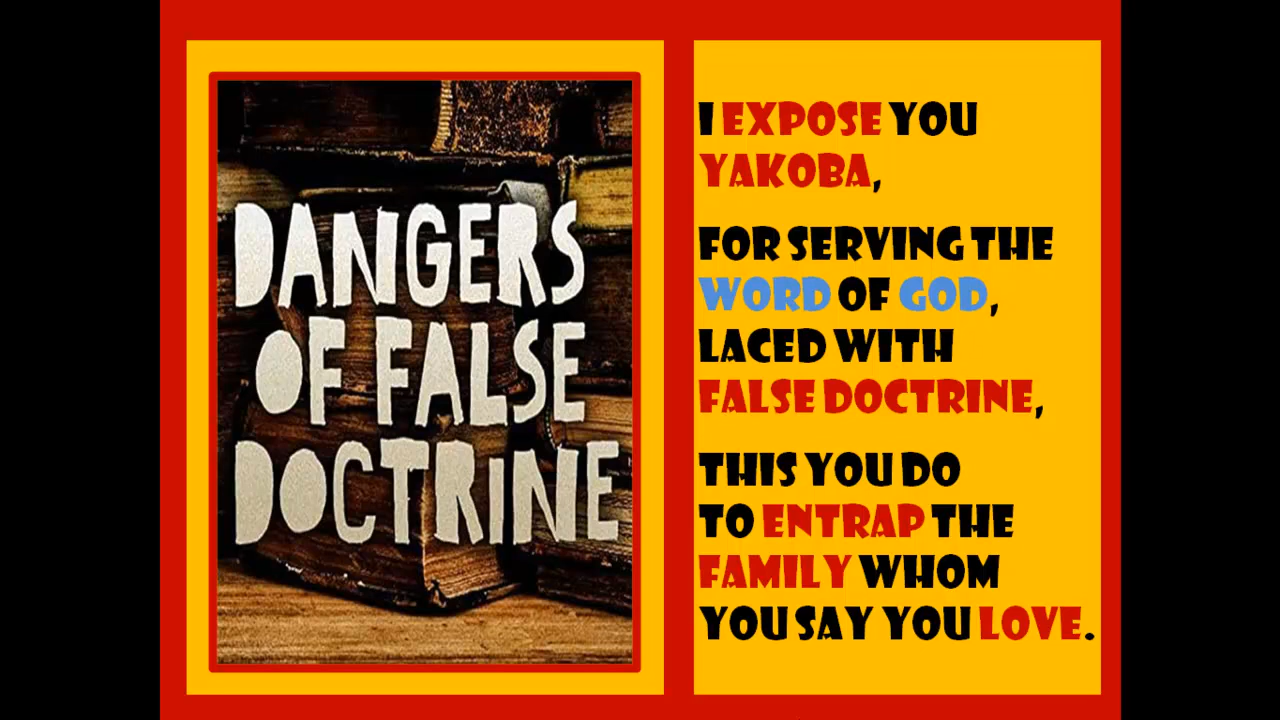 DANGERS
OF FALSE
DOCTRINE
I EXPOSE YOU
YAKOBA,
FOR SERVING THE
WORD OF GOD,
LACED WITH
FALSE DOCTRINE,
THIS YOU DO
TO ENTRAP THE
FAMILY WHOM
YOU SAY YOU LOVE.